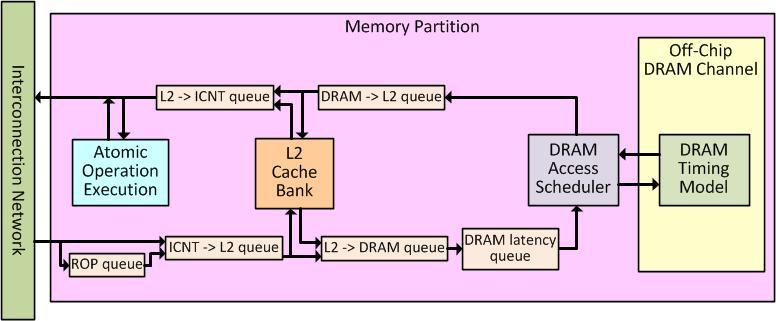 Memory Partition
Off-Chip
DRAM Channel
Interconnection Network
L2 -> ICNT queue
DRAM -> L2 queue
Atomic
Operation
Execution
L2
Cache
Bank
DRAM
Access
Scheduler
DRAM
Timing
Model
ICNT -> L2 queue
L2 -> DRAM queue
DRAM latency
queue
ROP queue